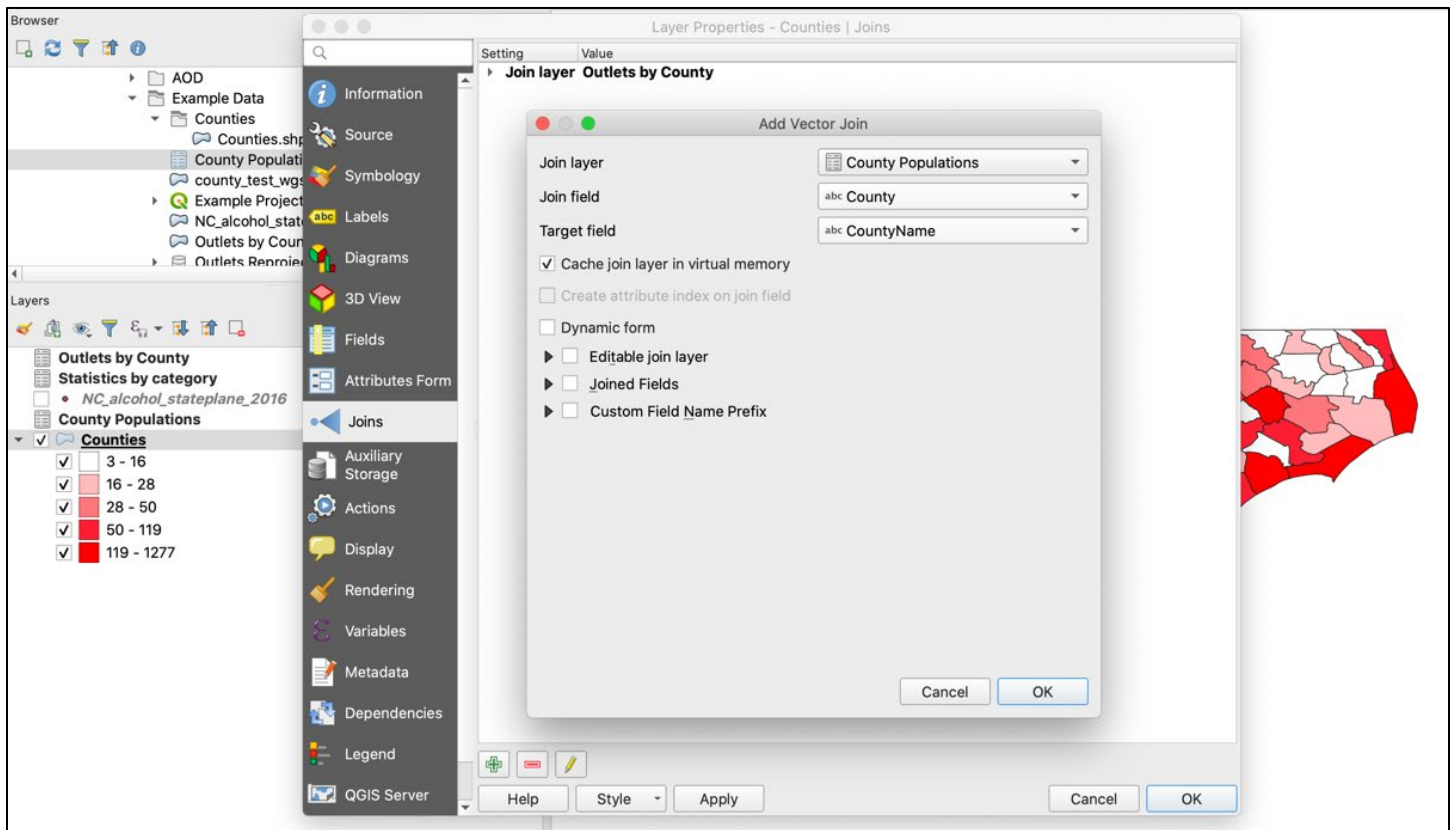 Browser
AOD
Example Data
Counties
Counties.shp
County Populati
county_test_wgs
Example Project
NC_alcohol_stat
Outlets by Coun
Outlets Reproje
Layers
Outlets by County
Statistics by category
NC_alcohol_stateplane_2016
County Populations
Counties
3 - 16
16 - 28
28 - 50
50 - 119
119 - 1277
Layer Properties - Counties | Joins
Information
Source
Symbology
abc Labels
Diagrams
3D View
Fields
Attributes Form
Joins
Auxiliary
Storage
Actions
Display
Rendering
Variables
Metadata
Dependencies
Legend
QGIS Server
Setting Value
Join layer Outlets by County
Add Vector Join
Join layer County Populations
Join field abc County
Target field abc CountyName
Cache join layer in virtual memory
Create attribute index on join field
Dynamic form
Editable join layer
Joined Fields
Custom Field Name Prefix
Cancel OK
Help Style Apply Cancel OK